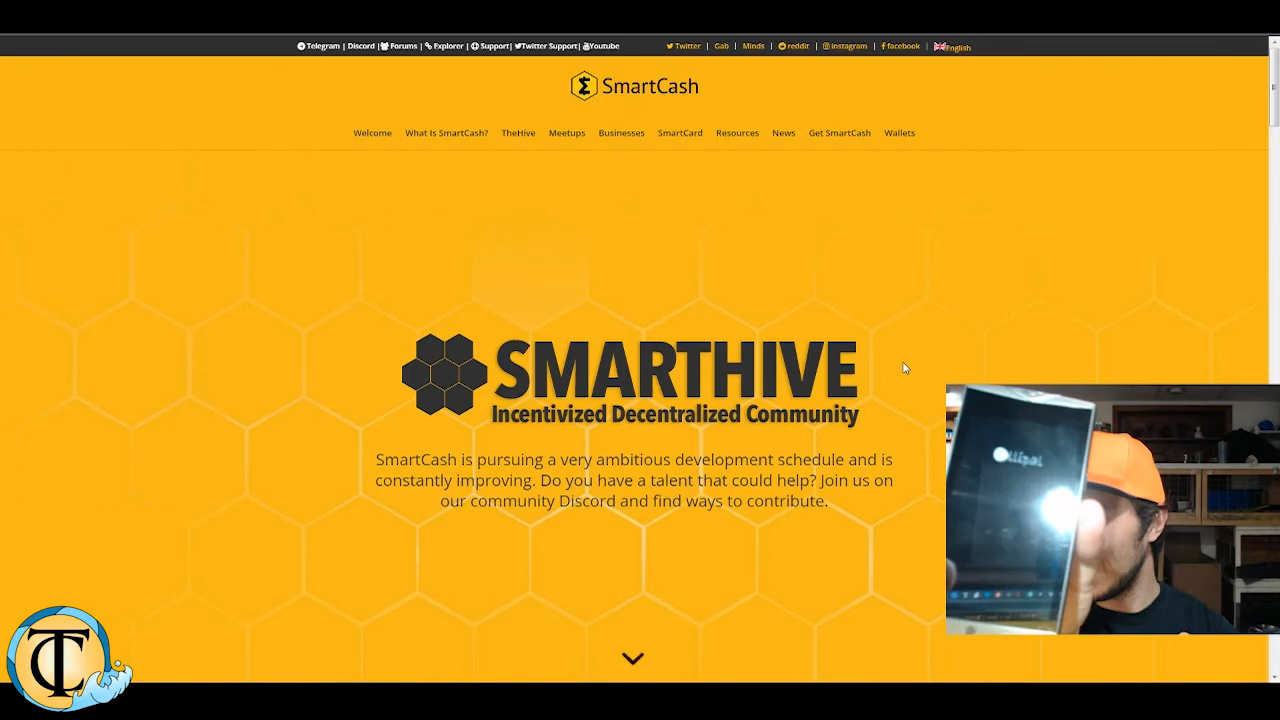 Telegram | Discord | Forums | Explorer | Support | Twitter Support | Youtube
Twitter | Gab | Minds | reddit | instagram | facebook | English
SmartCash
Welcome What Is SmartCash? TheHive Meetups Businesses SmartCard Resources News Get SmartCash Wallets
SMARTHIVE
Incentivized Decentralized Community
SmartCash is pursuing a very ambitious development schedule and is
constantly improving. Do you have a talent that could help? Join us on
our community Discord and find ways to contribute.
TC